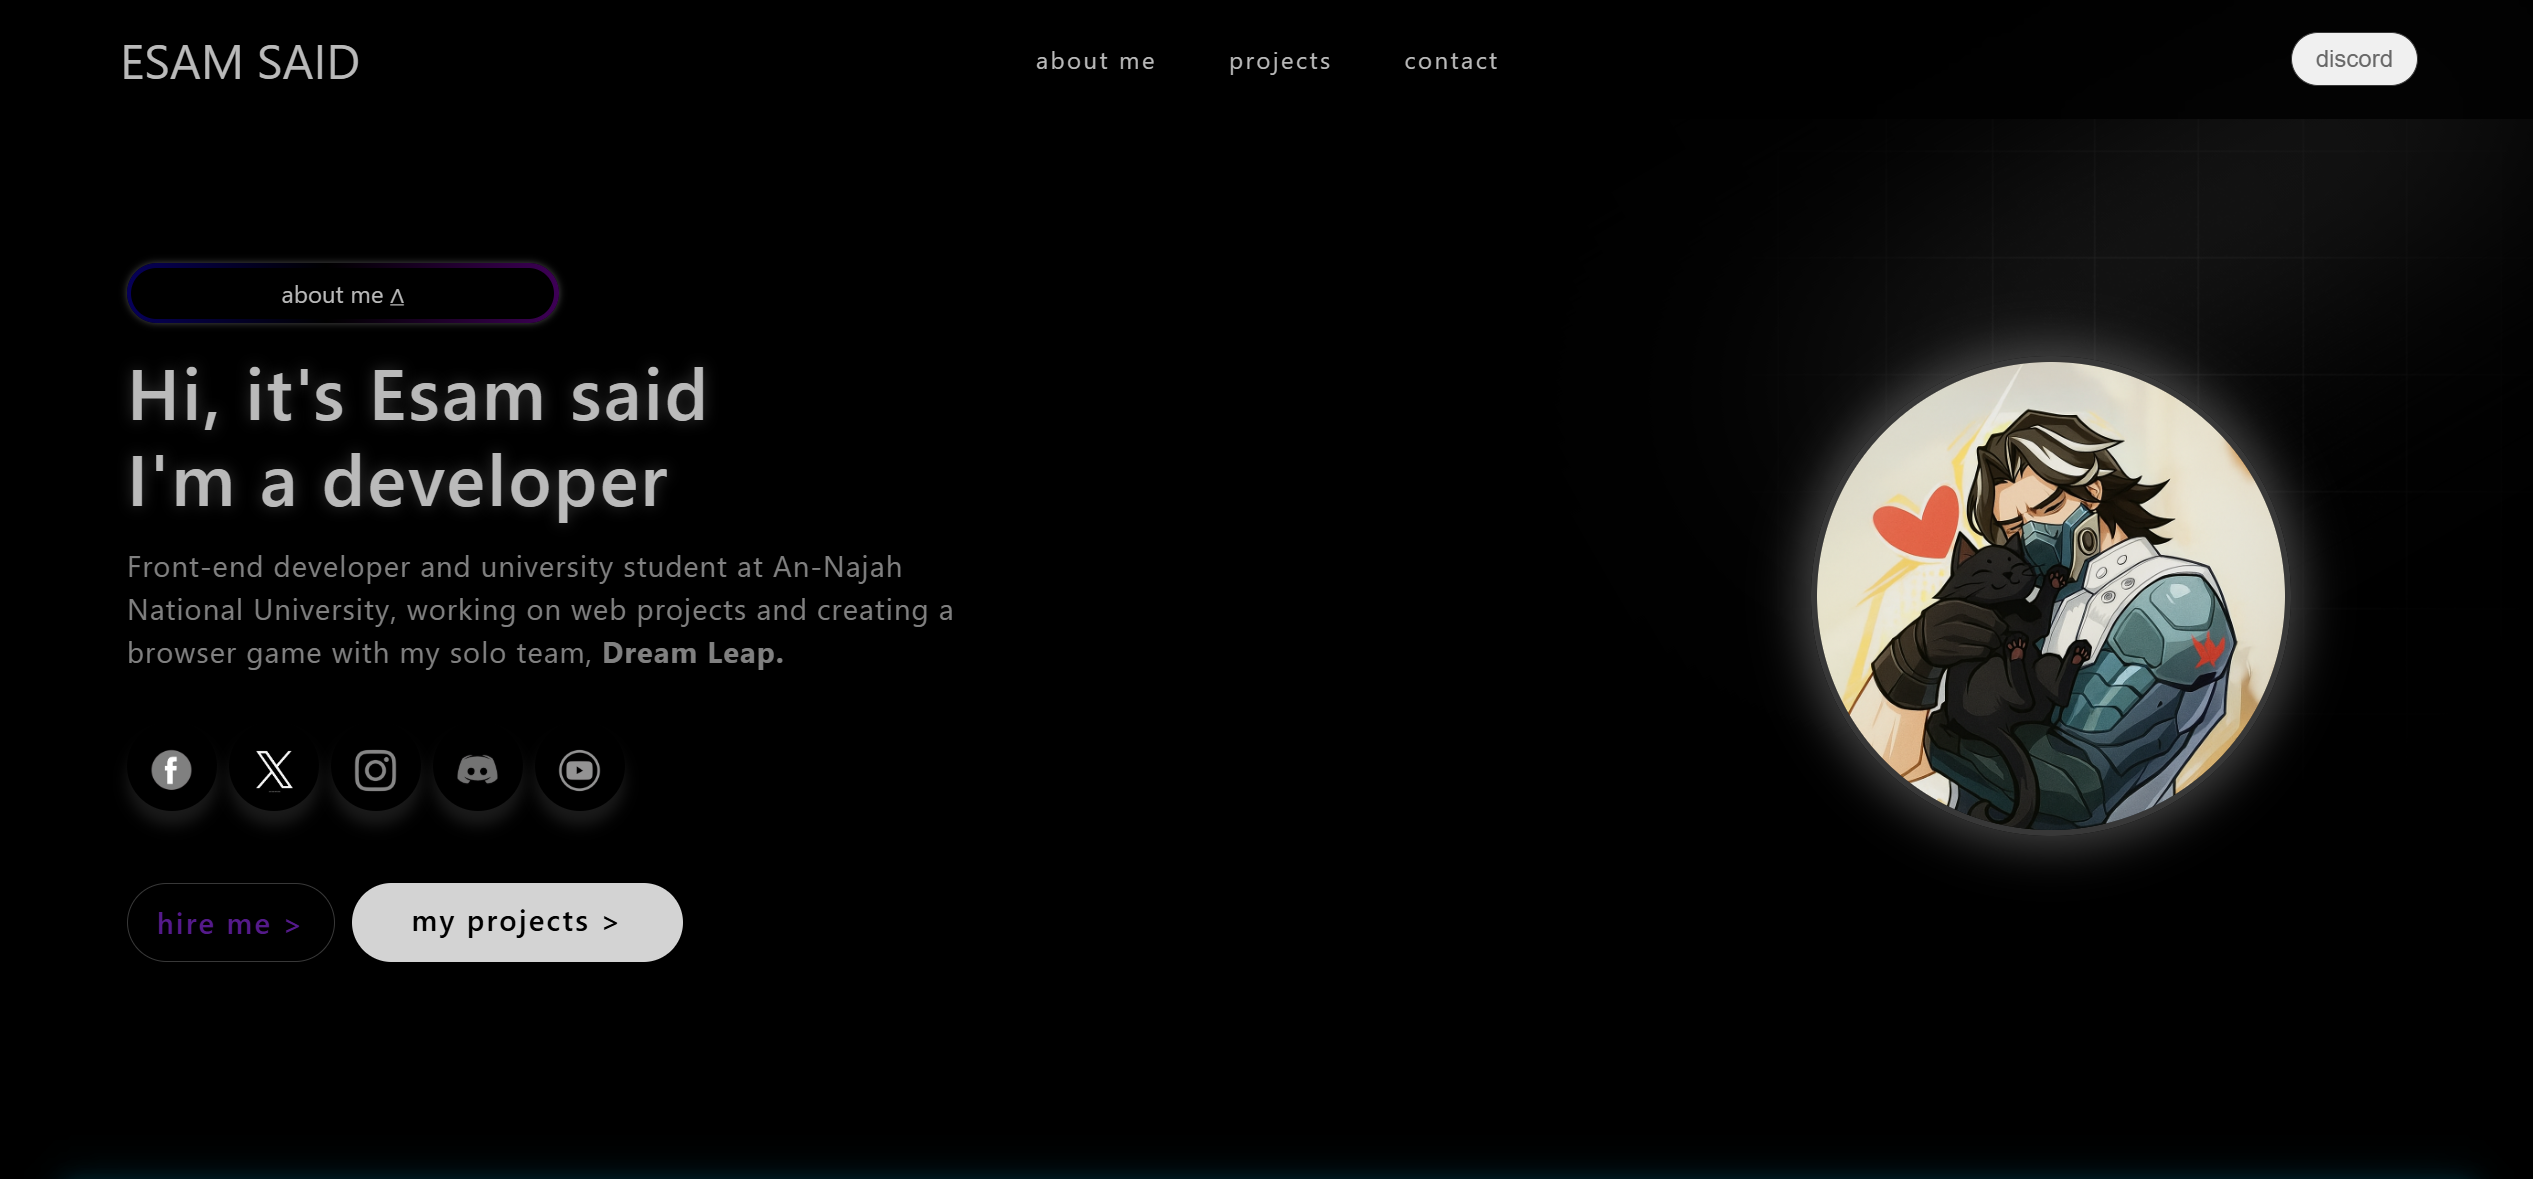 ESAM SAID
about me
projects
contact
discord
about me ᐱ
Hi, it's Esam said
I'm a developer
Front-end developer and university student at An-Najah
National University, working on web projects and creating a
browser game with my solo team, Dream Leap.
hire me >
my projects >